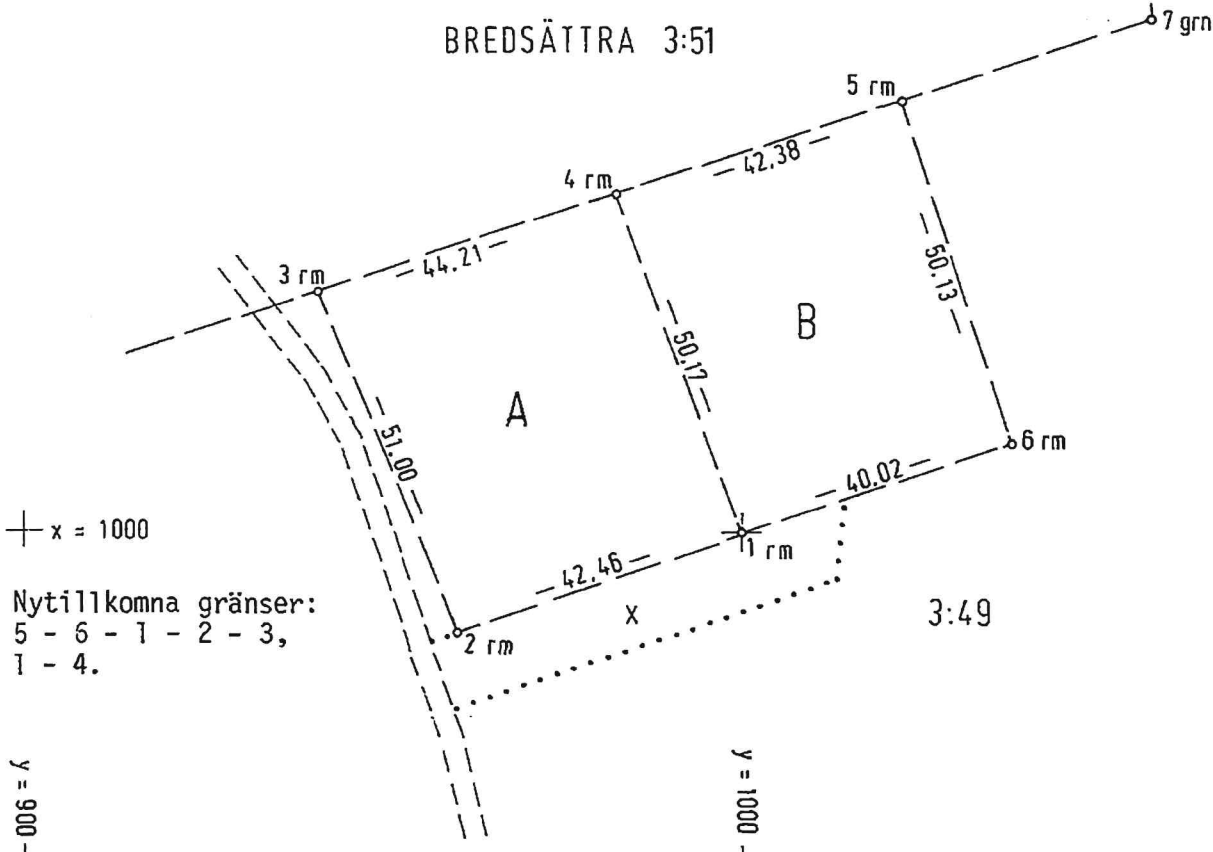 BREDSÄTTRA 3:51
7 grn
5 rm
42.38
4 rm
44.21
3 rm
50.13
B
50.17
A
51.00
6 rm
40.02
x = 1000
1 rm
42.46
Nytillkomna gränser:
5 - 6 - 1 - 2 - 3,
1 - 4.
x
3:49
2 rm
y = 900
y = 1000